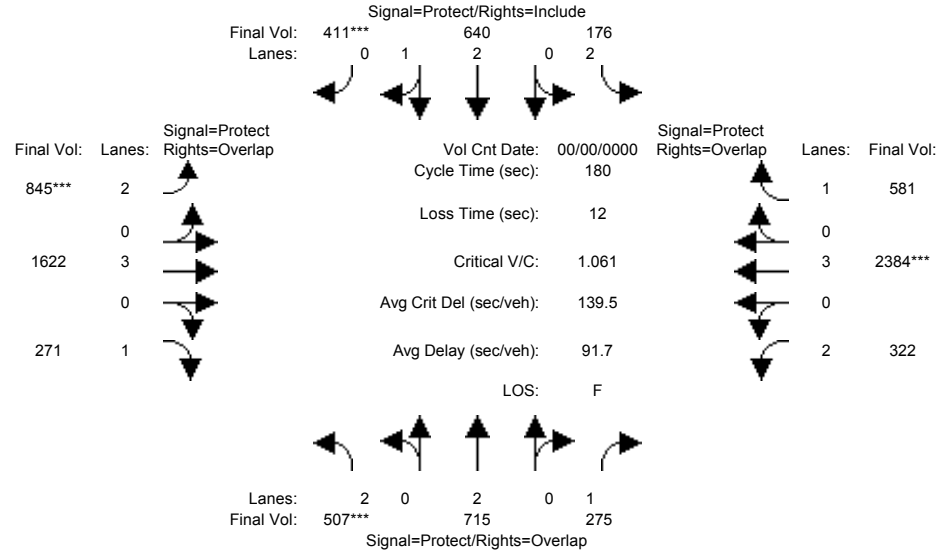 Signal=Protect/Rights=Include
Final Vol: 411*** 640 176
Lanes: 0 1 2 0 2
Signal=Protect Signal=Protect
Final Vol: Lanes: Rights=Overlap Vol Cnt Date: 00/00/0000 Rights=Overlap Lanes: Final Vol:
Cycle Time (sec): 180
845*** 2 1 581
Loss Time (sec): 12
0 0
1622 3 Critical V/C: 1.061 3 2384***
0 Avg Crit Del (sec/veh): 139.5 0
271 1 Avg Delay (sec/veh): 91.7 2 322
LOS: F
Lanes: 2 0 2 0 1
Final Vol: 507*** 715 275
Signal=Protect/Rights=Overlap